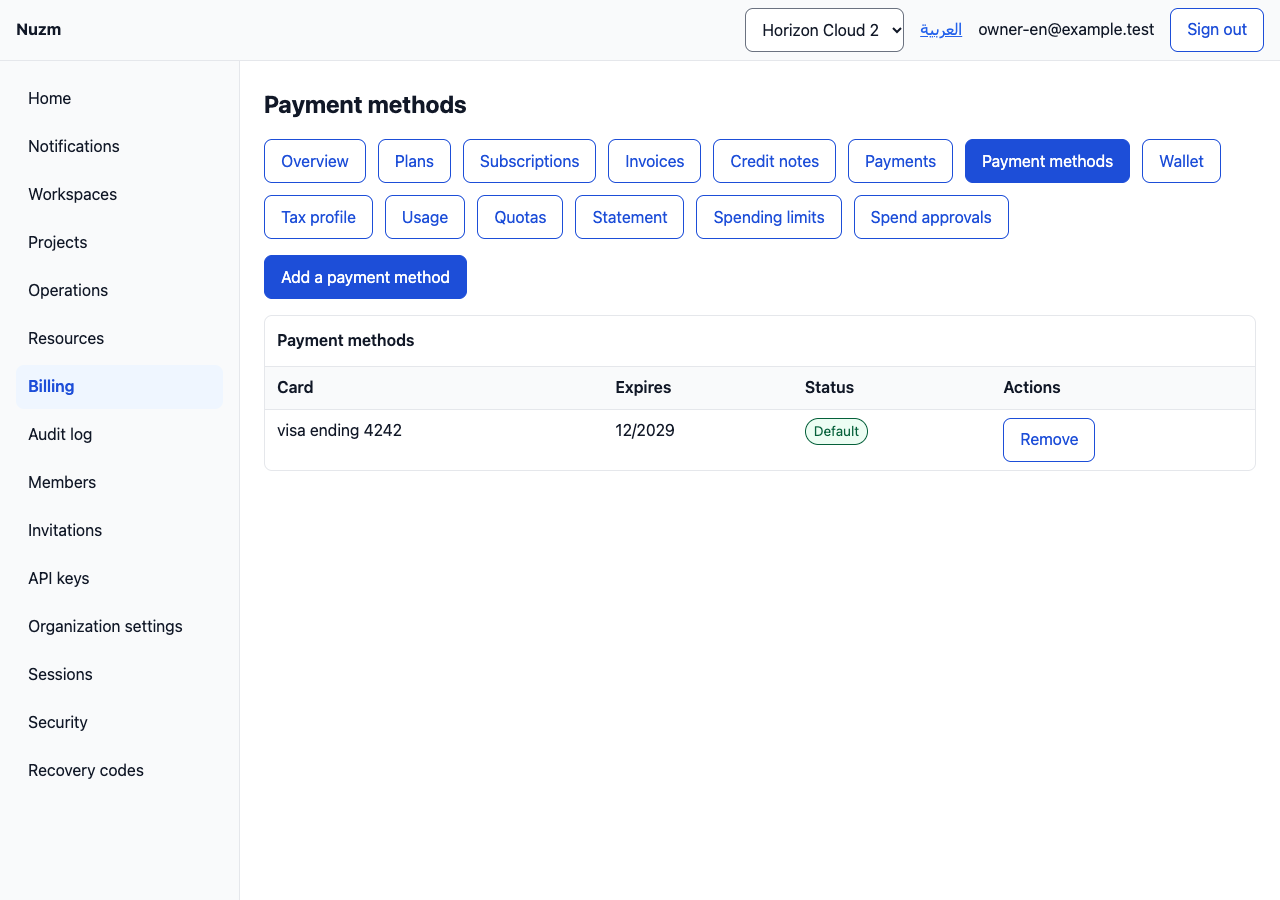 Nuzm
Horizon Cloud 2
العربية
owner-en@example.test
Sign out
Home
Notifications
Workspaces
Projects
Operations
Resources
Billing
Audit log
Members
Invitations
API keys
Organization settings
Sessions
Security
Recovery codes
Payment methods
Overview Plans Subscriptions Invoices Credit notes Payments Payment methods Wallet
Tax profile Usage Quotas Statement Spending limits Spend approvals
Add a payment method
Payment methods
Card Expires Status Actions
visa ending 4242 12/2029 Default Remove